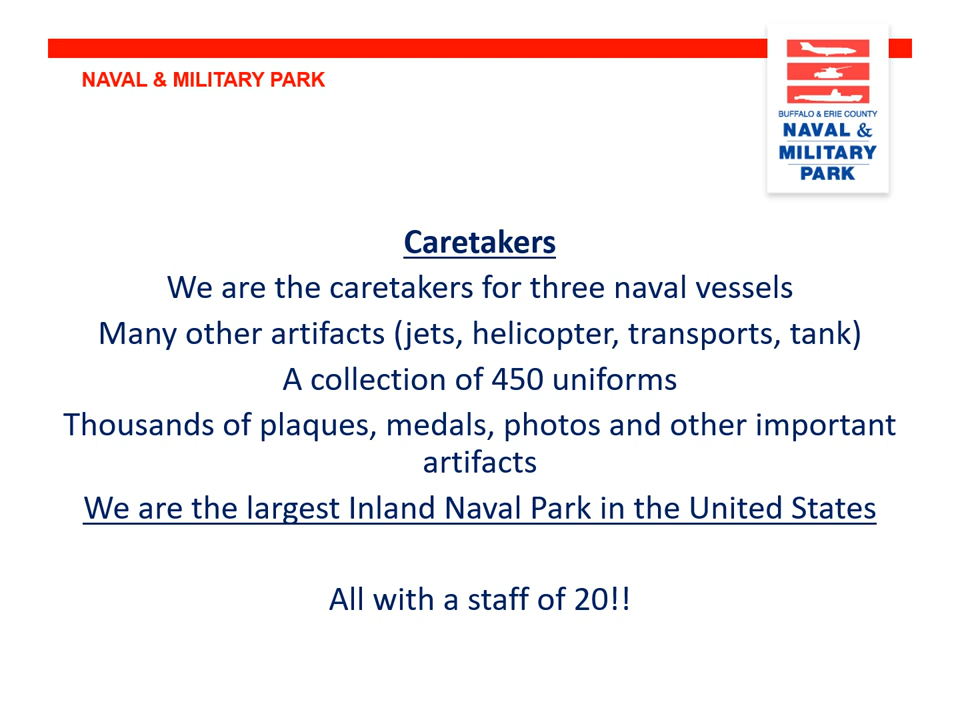 NAVAL & MILITARY PARK
BUFFALO & ERIE COUNTY
NAVAL &
MILITARY
PARK
Caretakers
We are the caretakers for three naval vessels
Many other artifacts (jets, helicopter, transports, tank)
A collection of 450 uniforms
Thousands of plaques, medals, photos and other important
artifacts
We are the largest Inland Naval Park in the United States
All with a staff of 20!!